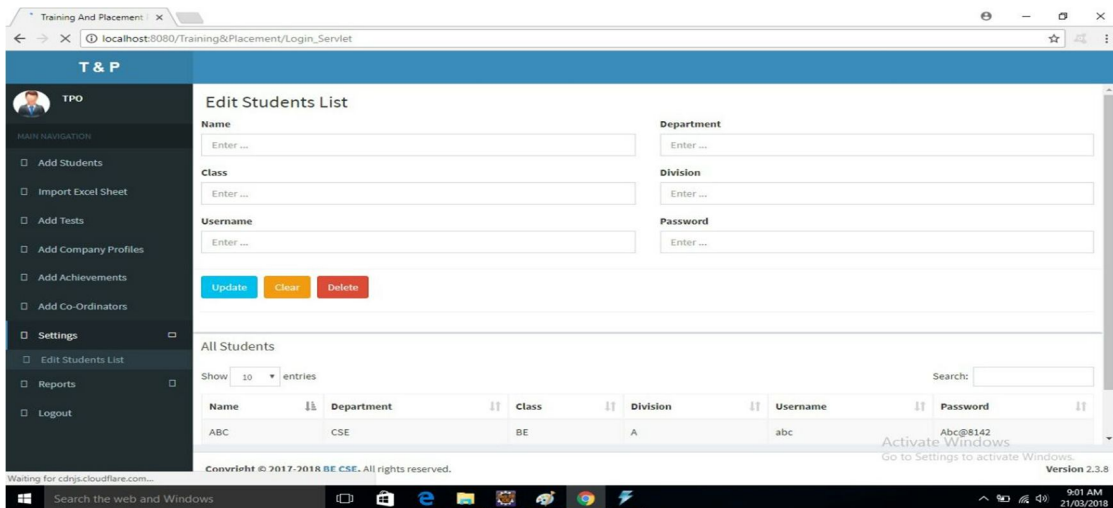 Training And Placement
localhost:8080/Training&Placement/Login_Servlet
T & P
TPO
MAIN NAVIGATION
Add Students
Import Excel Sheet
Add Tests
Add Company Profiles
Add Achievements
Add Co-Ordinators
Settings
Edit Students List
Reports
Logout
Edit Students List
Name Department
Enter ... Enter ...
Class Division
Enter ... Enter ...
Username Password
Enter ... Enter ...
Update Clear Delete
All Students
Show 10 entries Search:
Name Department Class Division Username Password
ABC CSE BE A abc Abc@8142
Activate Windows
Go to Settings to activate Windows.
Copyright © 2017-2018 BE CSE. All rights reserved. Version 2.3.8
Waiting for cdnjs.cloudflare.com...
Search the web and Windows
9:01 AM
21/03/2018